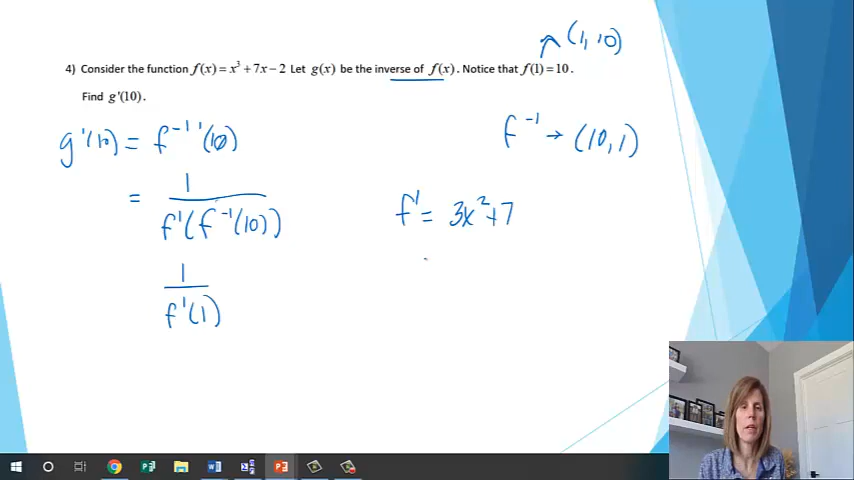 (1, 10)
4) Consider the function f(x) = x³ + 7x − 2 Let g(x) be the inverse of f(x). Notice that f(1) = 10.
Find g'(10).
g'(10) = f⁻¹'(10)
f⁻¹ → (10, 1)
= 1/(f'(f⁻¹(10)))
f' = 3x² + 7
1/(f'(1))